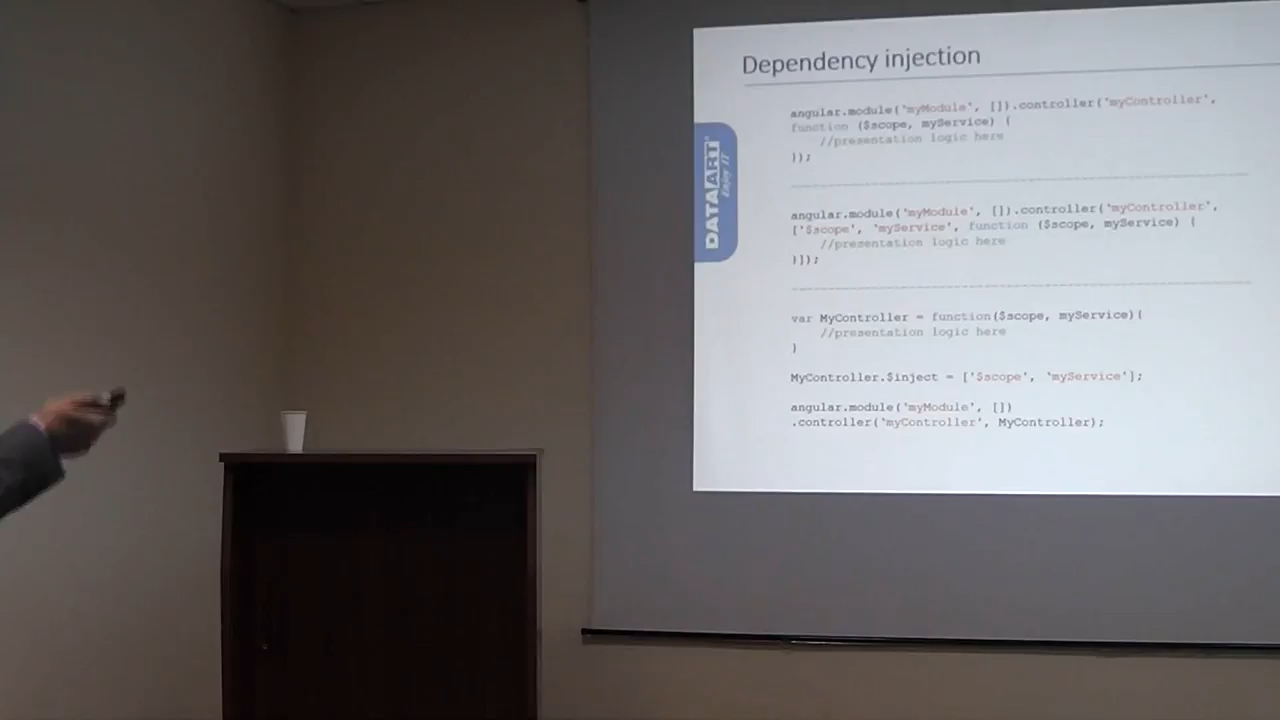 Dependency injection
DATAART
Enjoy IT
angular.module('myModule', []).controller('myController',
function ($scope, myService) {
//presentation logic here
});
angular.module('myModule', []).controller('myController',
['$scope', 'myService', function ($scope, myService) {
//presentation logic here
}]);
var MyController = function($scope, myService){
//presentation logic here
}
MyController.$inject = ['$scope', 'myService'];
angular.module('myModule', [])
.controller('myController', MyController);